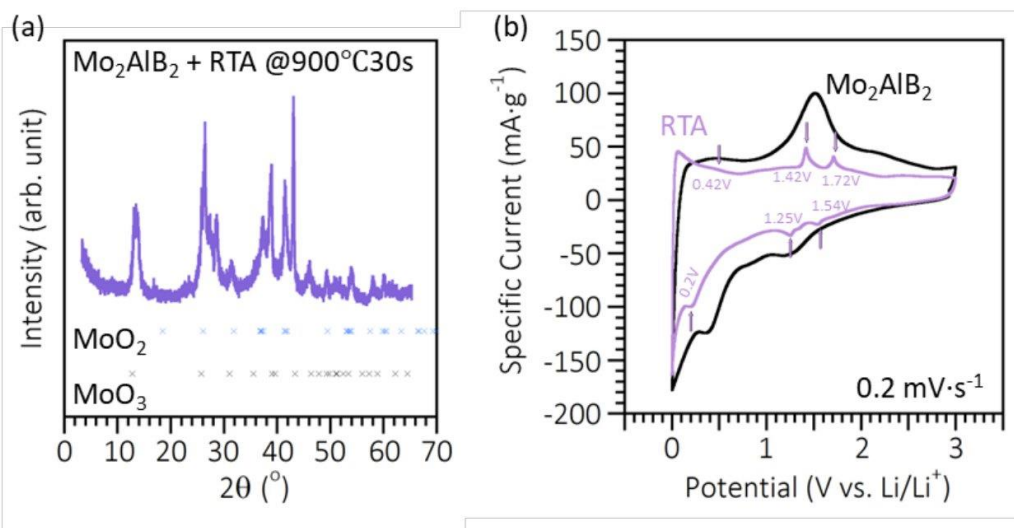 (a)
Mo₂AlB₂ + RTA @900℃30s
Intensity (arb. unit)
MoO₂
MoO₃
0 10 20 30 40 50 60 70
2θ (°)
(b)
150
100
50
0
-50
-100
-150
-200
Specific Current (mA·g⁻¹)
Mo₂AlB₂
RTA
0.42V
1.42V
1.72V
1.25V
1.54V
0.2V
0.2 mV·s⁻¹
0 1 2 3
Potential (V vs. Li/Li⁺)